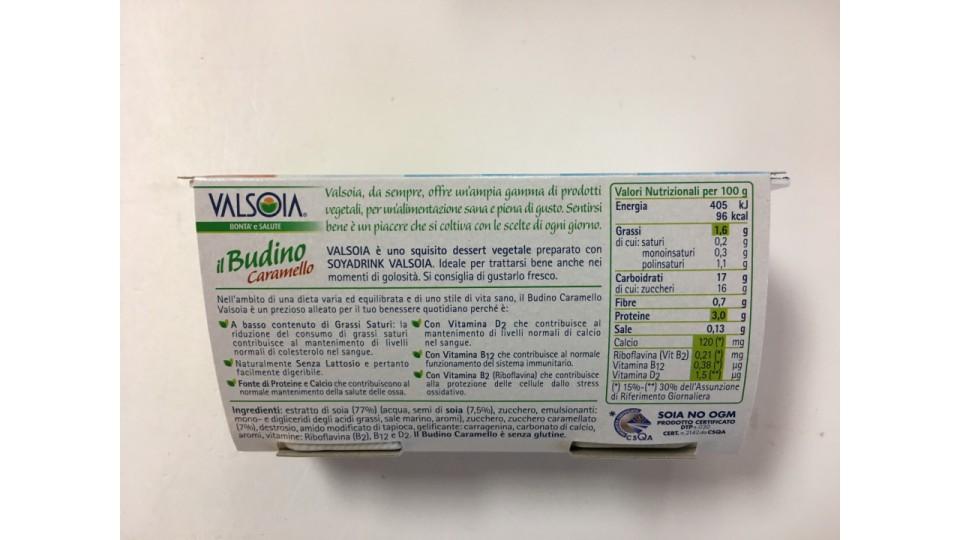 VALSOIA®
BONTA' e SALUTE
Valsoia, da sempre, offre un'ampia gamma di prodotti
vegetali, per un'alimentazione sana e piena di gusto. Sentirsi
bene è un piacere che si coltiva con le scelte di ogni giorno.
il Budino
Caramello
VALSOIA è uno squisito dessert vegetale preparato con
SOYADRINK VALSOIA. Ideale per trattarsi bene anche nei
momenti di golosità. Si consiglia di gustarlo fresco.
Nell'ambito di una dieta varia ed equilibrata e di uno stile di vita sano, il Budino Caramello
Valsoia è un prezioso alleato per il tuo benessere quotidiano perché è:
A basso contenuto di Grassi Saturi: la
riduzione del consumo di grassi saturi
contribuisce al mantenimento di livelli
normali di colesterolo nel sangue.
Naturalmente Senza Lattosio e pertanto
facilmente digeribile.
Fonte di Proteine e Calcio che contribuiscono al
normale mantenimento della salute delle ossa.
Con Vitamina D2 che contribuisce al
mantenimento di livelli normali di calcio
nel sangue.
Con Vitamina B12 che contribuisce al normale
funzionamento del sistema immunitario.
Con Vitamina B2 (Riboflavina) che contribuisce
alla protezione delle cellule dallo stress
ossidativo.
Ingredienti: estratto di soia (77%) (acqua, semi di soia (7,5%), zucchero, emulsionanti:
mono- e digliceridi degli acidi grassi, sale marino, aromi), zucchero, zucchero caramellato
(7%), destrosio, amido modificato di tapioca, gelificante: carragenina, carbonato di calcio,
aromi, vitamine: Riboflavina (B2), B12 e D2. Il Budino Caramello è senza glutine.
Valori Nutrizionali per 100 g
Energia 405 kJ
96 kcal
Grassi 1,6 g
di cui: saturi 0,2 g
monoinsaturi 0,3 g
polinsaturi 1,1 g
Carboidrati 17 g
di cui: zuccheri 16 g
Fibre 0,7 g
Proteine 3,0 g
Sale 0,13 g
Calcio 120 (*) mg
Riboflavina (Vit B2) 0,21 (*) mg
Vitamina B12 0,38 (*) µg
Vitamina D2 1,5 (**) µg
(*) 15%-(**) 30% dell'Assunzione
di Riferimento Giornaliera
*
CSQA
SOIA NO OGM
PRODOTTO CERTIFICATO
DTP n.030
CERT. n.2142 da CSQA